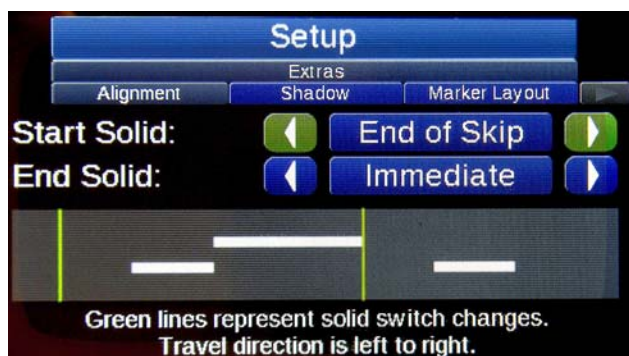 Setup
Extras
Alignment Shadow Marker Layout
Start Solid: End of Skip
End Solid: Immediate
Green lines represent solid switch changes.
Travel direction is left to right.